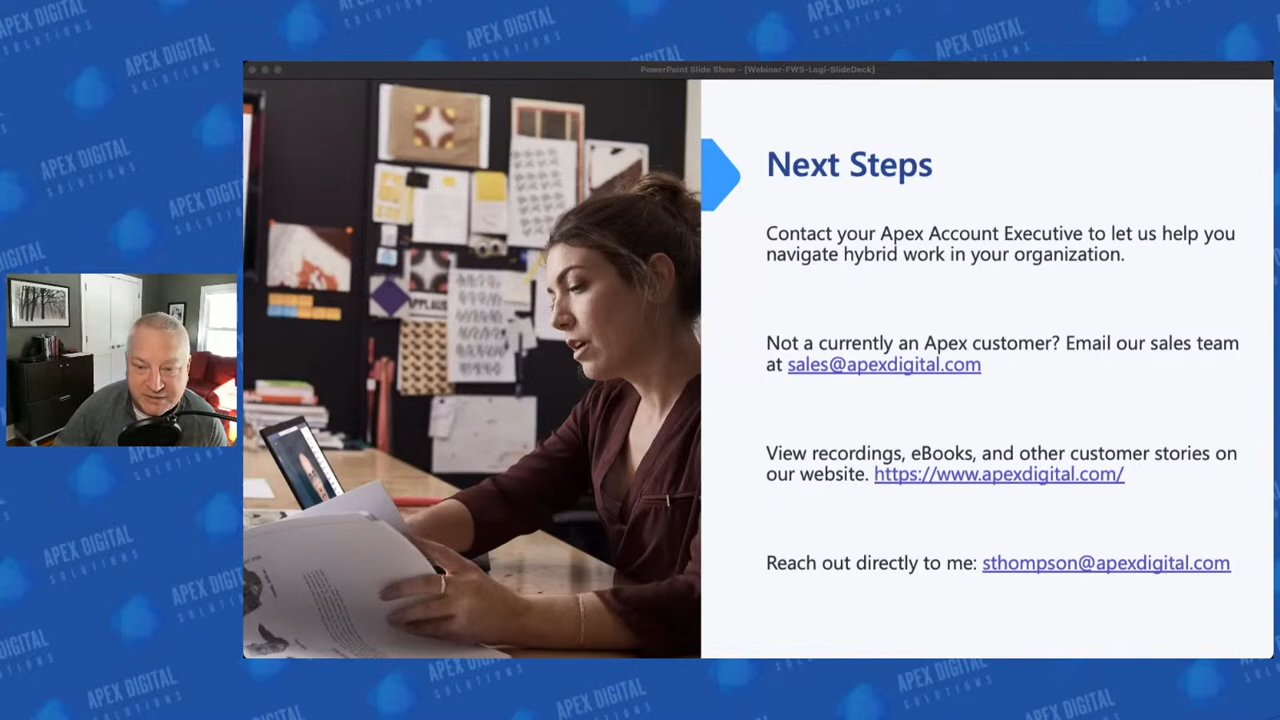 APEX DIGITAL
SOLUTIONS
PowerPoint Slide Show - [Webinar-FWS-Logi-SlideDeck]
Next Steps
Contact your Apex Account Executive to let us help you
navigate hybrid work in your organization.
Not a currently an Apex customer? Email our sales team
at sales@apexdigital.com
View recordings, eBooks, and other customer stories on
our website. https://www.apexdigital.com/
Reach out directly to me: sthompson@apexdigital.com